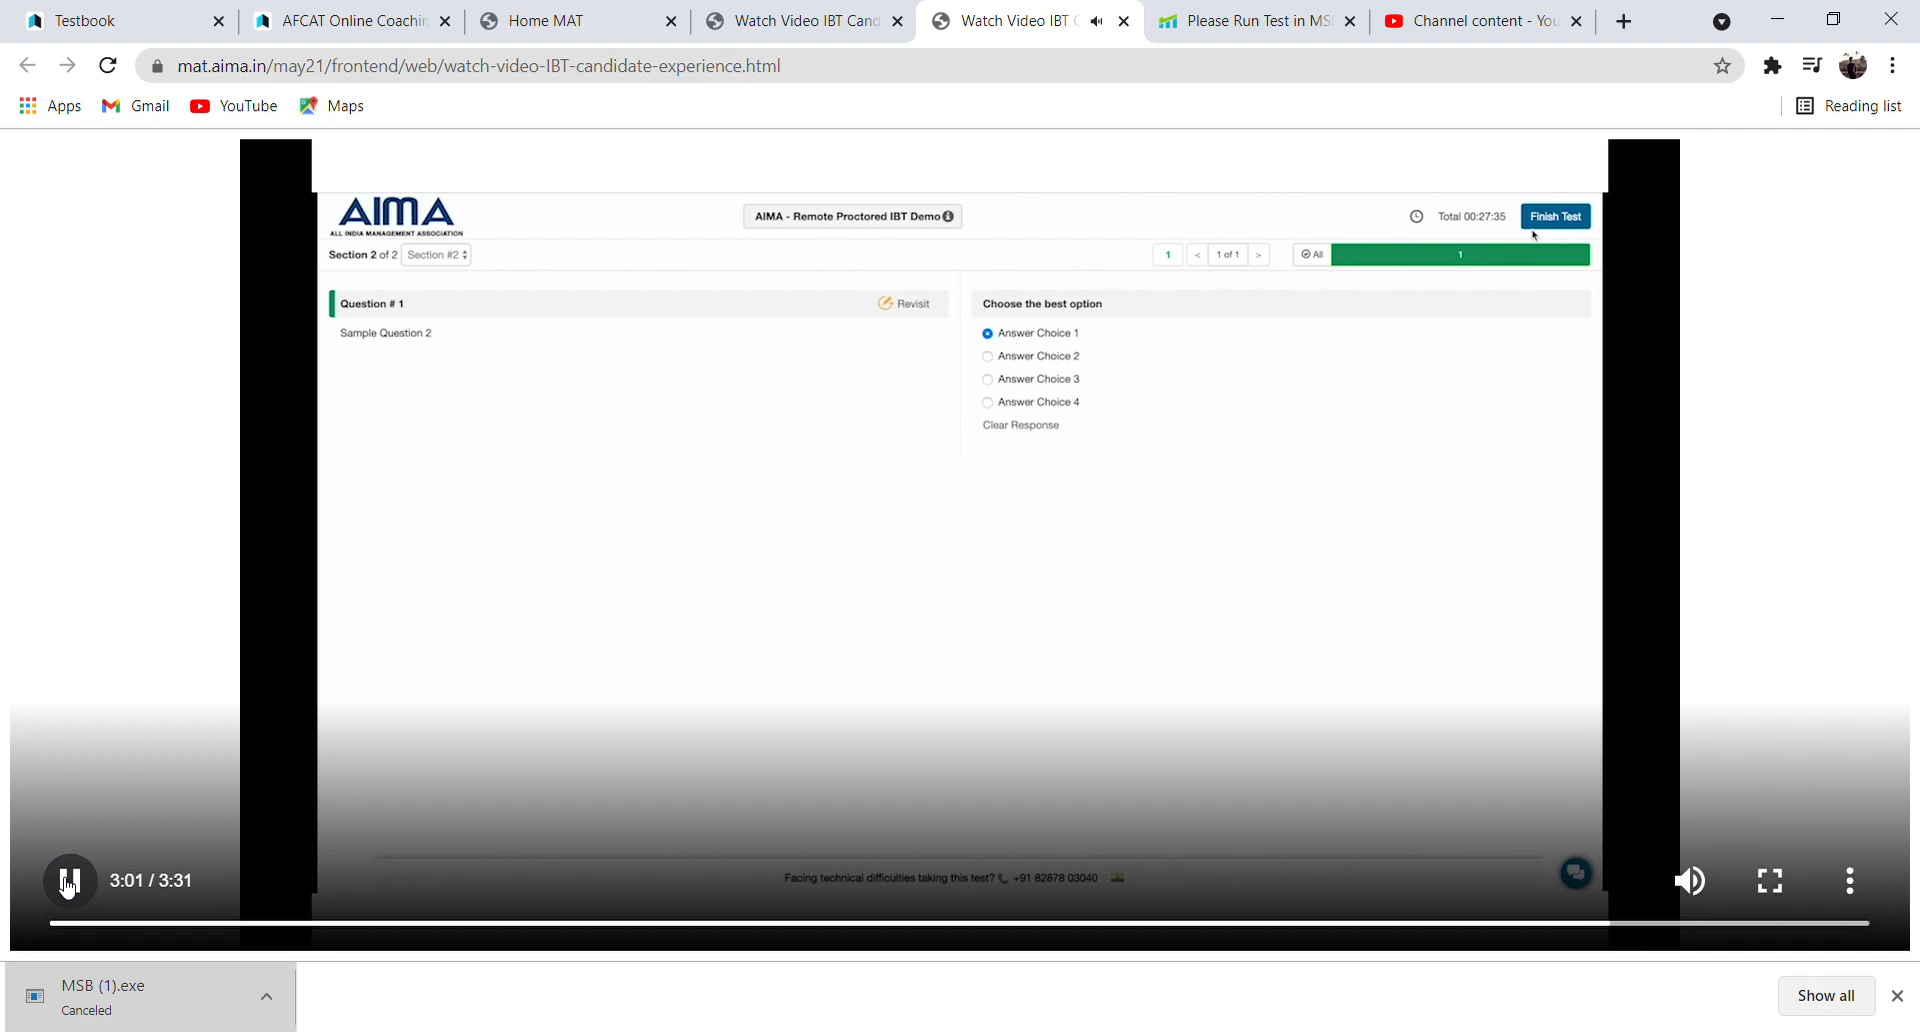 Testbook
AFCAT Online Coachin
Home MAT
Watch Video IBT Cand
Watch Video IBT C
Please Run Test in MS
Channel content - You
mat.aima.in/may21/frontend/web/watch-video-IBT-candidate-experience.html
Apps
Gmail
YouTube
Maps
Reading list
AIMA
ALL INDIA MANAGEMENT ASSOCIATION
AIMA - Remote Proctored IBT Demo
Total 00:27:35
Finish Test
Section 2 of 2
Section #2
1
< 1 of 1 >
All
1
Question # 1
Revisit
Choose the best option
Sample Question 2
Answer Choice 1
Answer Choice 2
Answer Choice 3
Answer Choice 4
Clear Response
3:01 / 3:31
Facing technical difficulties taking this test? +91 82878 03040
MSB (1).exe
Canceled
Show all